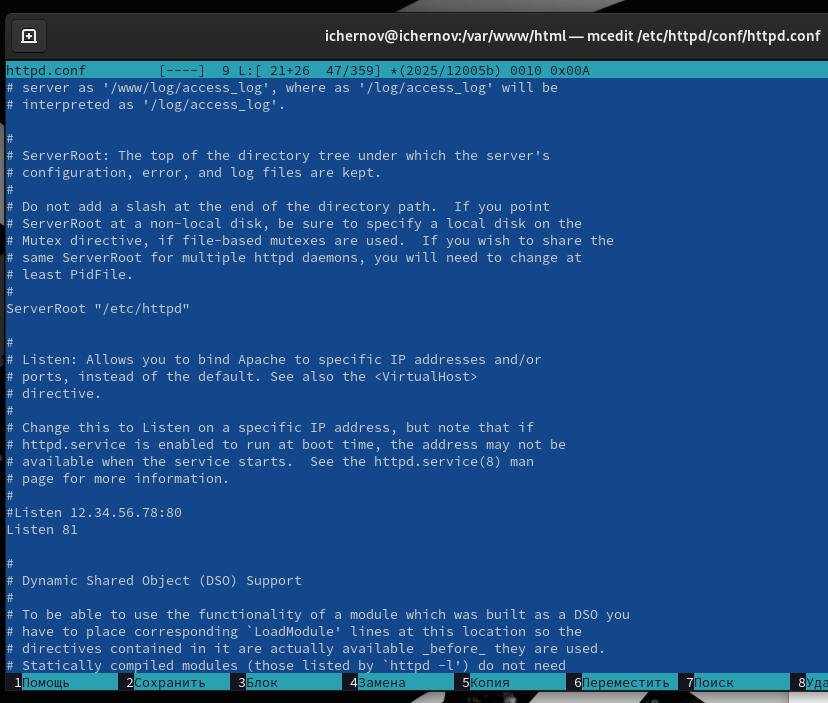 ichernov@ichernov:/var/www/html — mcedit /etc/httpd/conf/httpd.conf
httpd.conf [----] 9 L:[ 21+26 47/359] *(2025/12005b) 0010 0x00A
# server as '/www/log/access_log', where as '/log/access_log' will be
# interpreted as '/log/access_log'.
#
# ServerRoot: The top of the directory tree under which the server's
# configuration, error, and log files are kept.
#
# Do not add a slash at the end of the directory path.  If you point
# ServerRoot at a non-local disk, be sure to specify a local disk on the
# Mutex directive, if file-based mutexes are used.  If you wish to share the
# same ServerRoot for multiple httpd daemons, you will need to change at
# least PidFile.
#
ServerRoot "/etc/httpd"
#
# Listen: Allows you to bind Apache to specific IP addresses and/or
# ports, instead of the default. See also the <VirtualHost>
# directive.
#
# Change this to Listen on a specific IP address, but note that if
# httpd.service is enabled to run at boot time, the address may not be
# available when the service starts.  See the httpd.service(8) man
# page for more information.
#
#Listen 12.34.56.78:80
Listen 81
#
# Dynamic Shared Object (DSO) Support
#
# To be able to use the functionality of a module which was built as a DSO you
# have to place corresponding `LoadModule' lines at this location so the
# directives contained in it are actually available _before_ they are used.
# Statically compiled modules (those listed by `httpd -l') do not need
1Помощь 2Сохранить 3Блок 4Замена 5Копия 6Переместить 7Поиск 8Уда